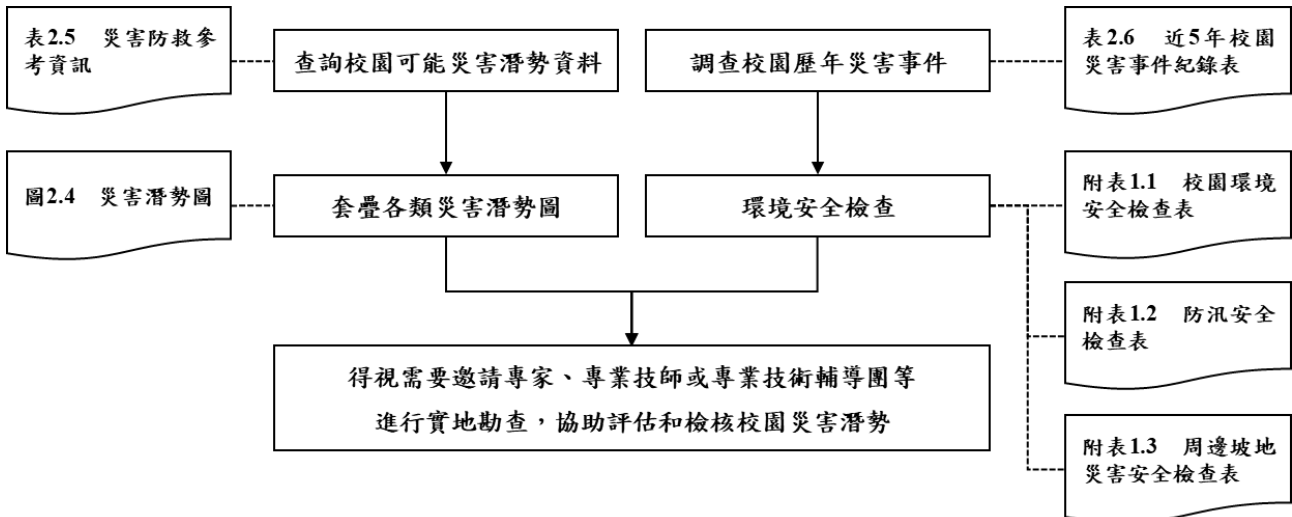 表2.5　災害防救參
考資訊
查詢校園可能災害潛勢資料
調查校園歷年災害事件
表2.6　近5年校園
災害事件紀錄表
圖2.4　災害潛勢圖
套疊各類災害潛勢圖
環境安全檢查
附表1.1　校園環境
安全檢查表
附表1.2　防汛安全
檢查表
得視需要邀請專家、專業技師或專業技術輔導團等
進行實地勘查，協助評估和檢核校園災害潛勢
附表1.3　周邊坡地
災害安全檢查表